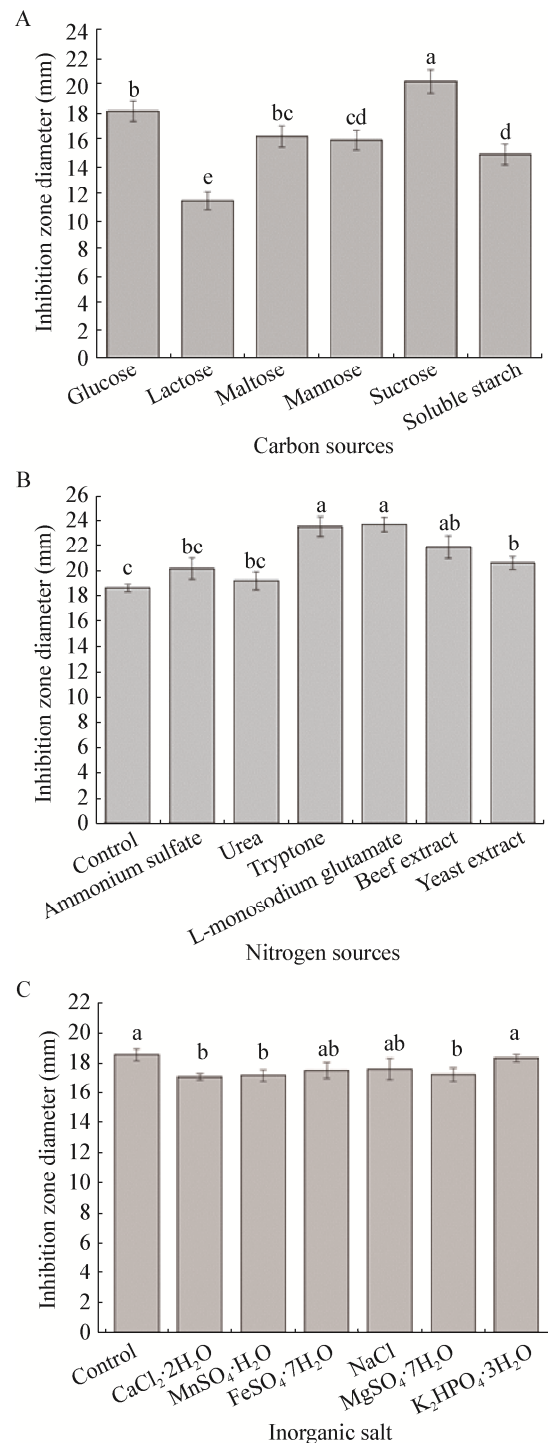 A
Inhibition zone diameter (mm)
24
22
20
18
16
14
12
10
8
6
4
2
0
b
e
bc
cd
a
d
Glucose
Lactose
Maltose
Mannose
Sucrose
Soluble starch
Carbon sources
B
Inhibition zone diameter (mm)
26
24
22
20
18
16
14
12
10
8
6
4
2
0
c
bc
bc
a
a
ab
b
Control
Ammonium sulfate
Urea
Tryptone
L-monosodium glutamate
Beef extract
Yeast extract
Nitrogen sources
C
Inhibition zone diameter (mm)
22
20
18
16
14
12
10
8
6
4
2
0
a
b
b
ab
ab
b
a
Control
CaCl₂·2H₂O
MnSO₄·H₂O
FeSO₄·7H₂O
NaCl
MgSO₄·7H₂O
K₂HPO₄·3H₂O
Inorganic salt